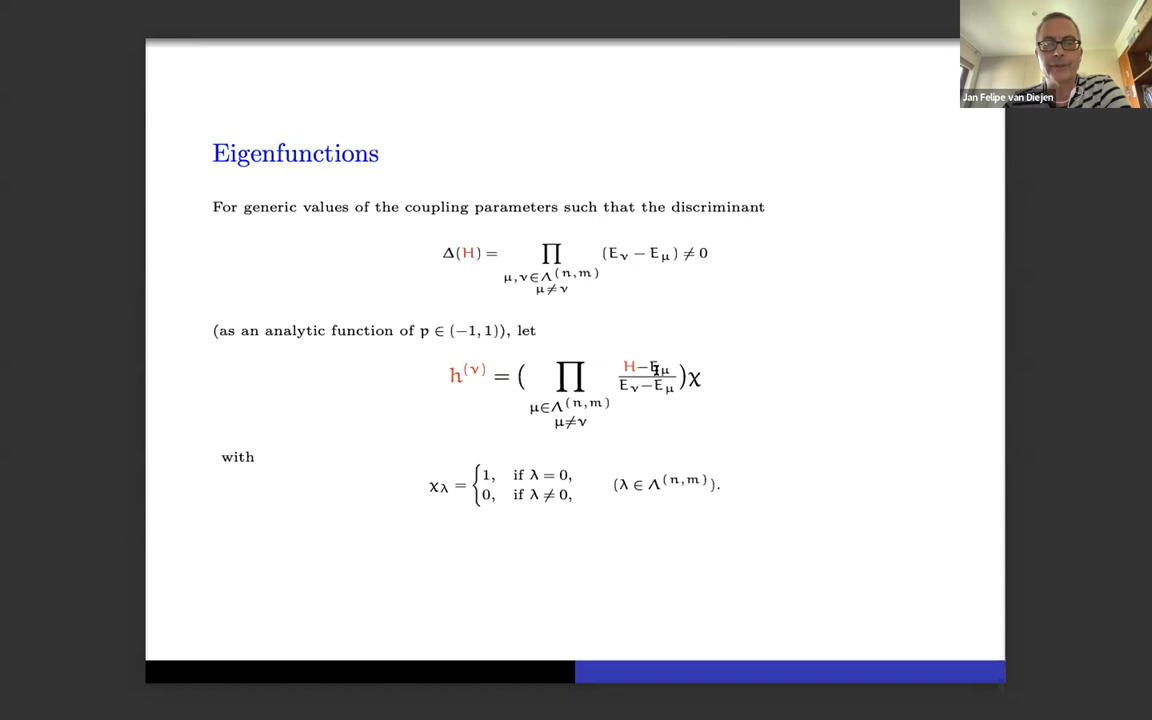 Jan Felipe van Diejen
Eigenfunctions
For generic values of the coupling parameters such that the discriminant
Δ(H) = ∏_{μ,ν∈Λ^{(n,m)}, μ≠ν} (E_ν − E_μ) ≠ 0
(as an analytic function of p ∈ (−1, 1)), let
h^{(ν)} = ( ∏_{μ∈Λ^{(n,m)}, μ≠ν} \frac{H−E_μ}{E_ν−E_μ} ) χ
with
χ_λ = { 1, if λ = 0,
0, if λ ≠ 0, (λ ∈ Λ^{(n,m)}).